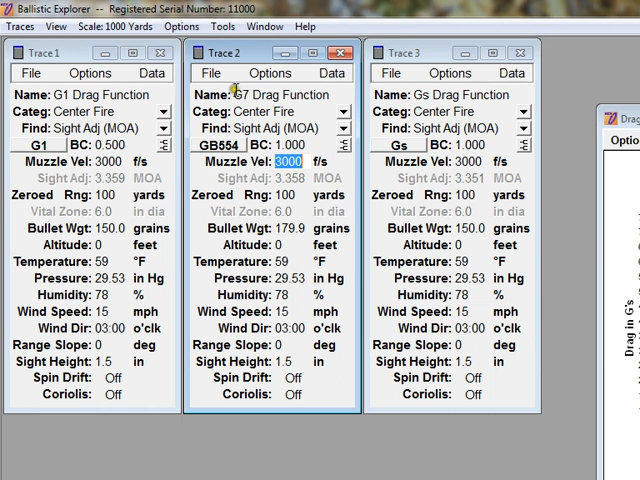 Ballistic Explorer -- Registered Serial Number: 11000
Traces View Scale: 1000 Yards Options Tools Window Help
Trace 1
File Options Data
Name: G1 Drag Function
Categ: Center Fire
Find: Sight Adj (MOA)
G1 BC: 0.500
Muzzle Vel: 3000 f/s
Sight Adj: 3.359 MOA
Zeroed Rng: 100 yards
Vital Zone: 6.0 in dia
Bullet Wgt: 150.0 grains
Altitude: 0 feet
Temperature: 59 °F
Pressure: 29.53 in Hg
Humidity: 78 %
Wind Speed: 15 mph
Wind Dir: 03:00 o'clk
Range Slope: 0 deg
Sight Height: 1.5 in
Spin Drift: Off
Coriolis: Off
Trace 2
File Options Data
Name: G7 Drag Function
Categ: Center Fire
Find: Sight Adj (MOA)
GB554 BC: 1.000
Muzzle Vel: 3000 f/s
Sight Adj: 3.358 MOA
Zeroed Rng: 100 yards
Vital Zone: 6.0 in dia
Bullet Wgt: 179.9 grains
Altitude: 0 feet
Temperature: 59 °F
Pressure: 29.53 in Hg
Humidity: 78 %
Wind Speed: 15 mph
Wind Dir: 03:00 o'clk
Range Slope: 0 deg
Sight Height: 1.5 in
Spin Drift: Off
Coriolis: Off
Trace 3
File Options Data
Name: Gs Drag Function
Categ: Center Fire
Find: Sight Adj (MOA)
Gs BC: 1.000
Muzzle Vel: 3000 f/s
Sight Adj: 3.351 MOA
Zeroed Rng: 100 yards
Vital Zone: 6.0 in dia
Bullet Wgt: 150.0 grains
Altitude: 0 feet
Temperature: 59 °F
Pressure: 29.53 in Hg
Humidity: 78 %
Wind Speed: 15 mph
Wind Dir: 03:00 o'clk
Range Slope: 0 deg
Sight Height: 1.5 in
Spin Drift: Off
Coriolis: Off
Drag
Optio
Drag in G's